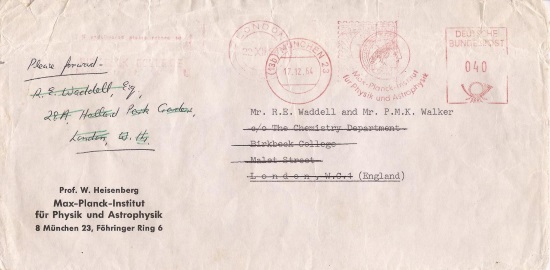 LONDON
(13b) MÜNCHEN 23
17.12.64
Max-Planck-Institut
für Physik und Astrophysik
DEUTSCHE
BUNDESPOST
040
Please forward.
R. E. Waddell, Esq,
28A Holland Park Gardens,
London, W.
Mr. R.E. Waddell and Mr. P.M.K. Walker
c/o The Chemistry Department
Birkbeck College
Malet Street
London, W.C.1 (England)
Prof. W. Heisenberg
Max-Planck-Institut
für Physik und Astrophysik
8 München 23, Föhringer Ring 6